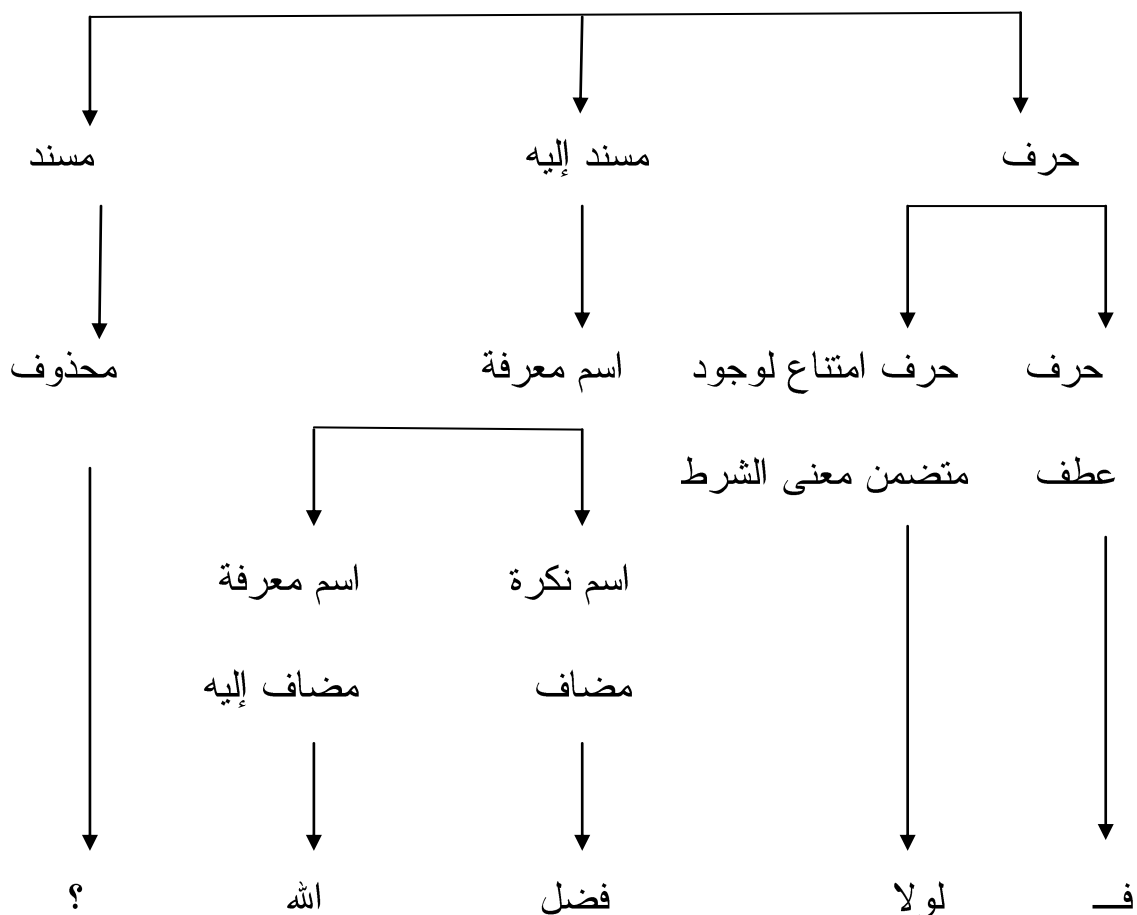 حرف مسند إليه مسند
حرف حرف امتناع لوجود اسم معرفة محذوف
عطف متضمن معنى الشرط
اسم نكرة اسم معرفة
مضاف مضاف إليه
فـ لولا فضل الله ؟